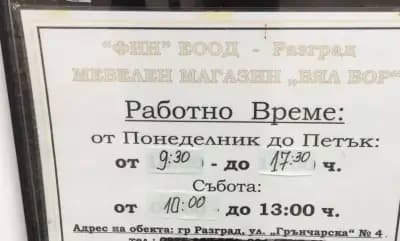 "ФИН" ЕООД - Разград
МЕБЕЛЕН МАГАЗИН „БЯЛ БОР"
Работно Време:
от Понеделник до Петък:
от 9:30 - до 17:30 ч.
Събота:
от 10:00 до 13:00 ч.
Адрес на обекта: гр Разград, ул. „Грънчарска" № 4